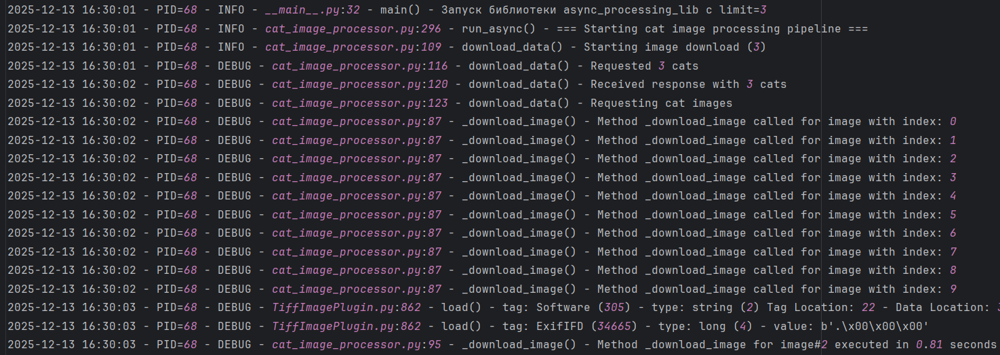 2025-12-13 16:30:01 - PID=68 - INFO - __main__.py:32 - main() - Запуск библиотеки async_processing_lib с limit=3
2025-12-13 16:30:01 - PID=68 - INFO - cat_image_processor.py:296 - run_async() - === Starting cat image processing pipeline ===
2025-12-13 16:30:01 - PID=68 - INFO - cat_image_processor.py:109 - download_data() - Starting image download (3)
2025-12-13 16:30:01 - PID=68 - DEBUG - cat_image_processor.py:116 - download_data() - Requested 3 cats
2025-12-13 16:30:02 - PID=68 - DEBUG - cat_image_processor.py:120 - download_data() - Received response with 3 cats
2025-12-13 16:30:02 - PID=68 - DEBUG - cat_image_processor.py:123 - download_data() - Requesting cat images
2025-12-13 16:30:02 - PID=68 - DEBUG - cat_image_processor.py:87 - _download_image() - Method _download_image called for image with index: 0
2025-12-13 16:30:02 - PID=68 - DEBUG - cat_image_processor.py:87 - _download_image() - Method _download_image called for image with index: 1
2025-12-13 16:30:02 - PID=68 - DEBUG - cat_image_processor.py:87 - _download_image() - Method _download_image called for image with index: 2
2025-12-13 16:30:02 - PID=68 - DEBUG - cat_image_processor.py:87 - _download_image() - Method _download_image called for image with index: 3
2025-12-13 16:30:02 - PID=68 - DEBUG - cat_image_processor.py:87 - _download_image() - Method _download_image called for image with index: 4
2025-12-13 16:30:02 - PID=68 - DEBUG - cat_image_processor.py:87 - _download_image() - Method _download_image called for image with index: 5
2025-12-13 16:30:02 - PID=68 - DEBUG - cat_image_processor.py:87 - _download_image() - Method _download_image called for image with index: 6
2025-12-13 16:30:02 - PID=68 - DEBUG - cat_image_processor.py:87 - _download_image() - Method _download_image called for image with index: 7
2025-12-13 16:30:02 - PID=68 - DEBUG - cat_image_processor.py:87 - _download_image() - Method _download_image called for image with index: 8
2025-12-13 16:30:02 - PID=68 - DEBUG - cat_image_processor.py:87 - _download_image() - Method _download_image called for image with index: 9
2025-12-13 16:30:03 - PID=68 - DEBUG - TiffImagePlugin.py:862 - load() - tag: Software (305) - type: string (2) Tag Location: 22 - Data Location:
2025-12-13 16:30:03 - PID=68 - DEBUG - TiffImagePlugin.py:862 - load() - tag: ExifIFD (34665) - type: long (4) - value: b'.\x00\x00\x00'
2025-12-13 16:30:03 - PID=68 - DEBUG - cat_image_processor.py:95 - _download_image() - Method _download_image for image#2 executed in 0.81 seconds